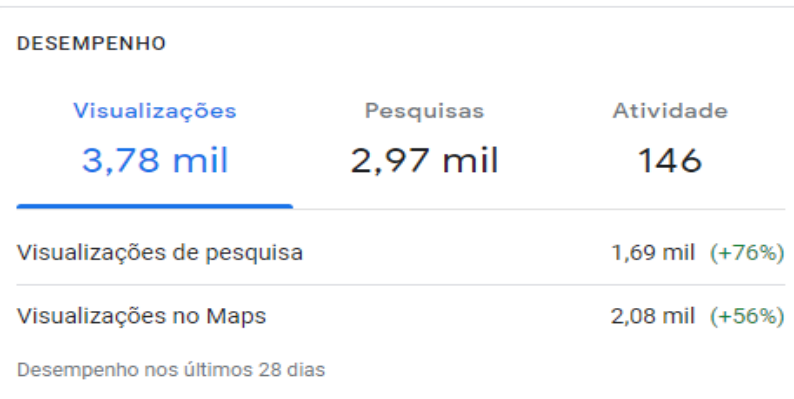 DESEMPENHO
Visualizações Pesquisas Atividade
3,78 mil 2,97 mil 146
Visualizações de pesquisa 1,69 mil (+76%)
Visualizações no Maps 2,08 mil (+56%)
Desempenho nos últimos 28 dias